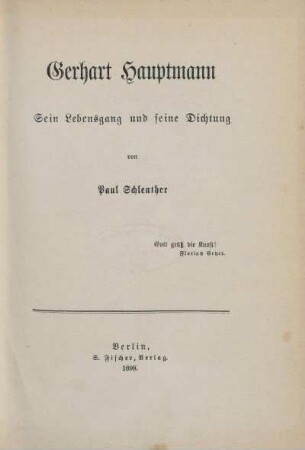 Gerhart Hauptmann
Sein Lebensgang und seine Dichtung
von
Paul Schlenther
Gott grüß die Kunst!
Florian Geyer.
Berlin,
S. Fischer, Verlag.
1898.